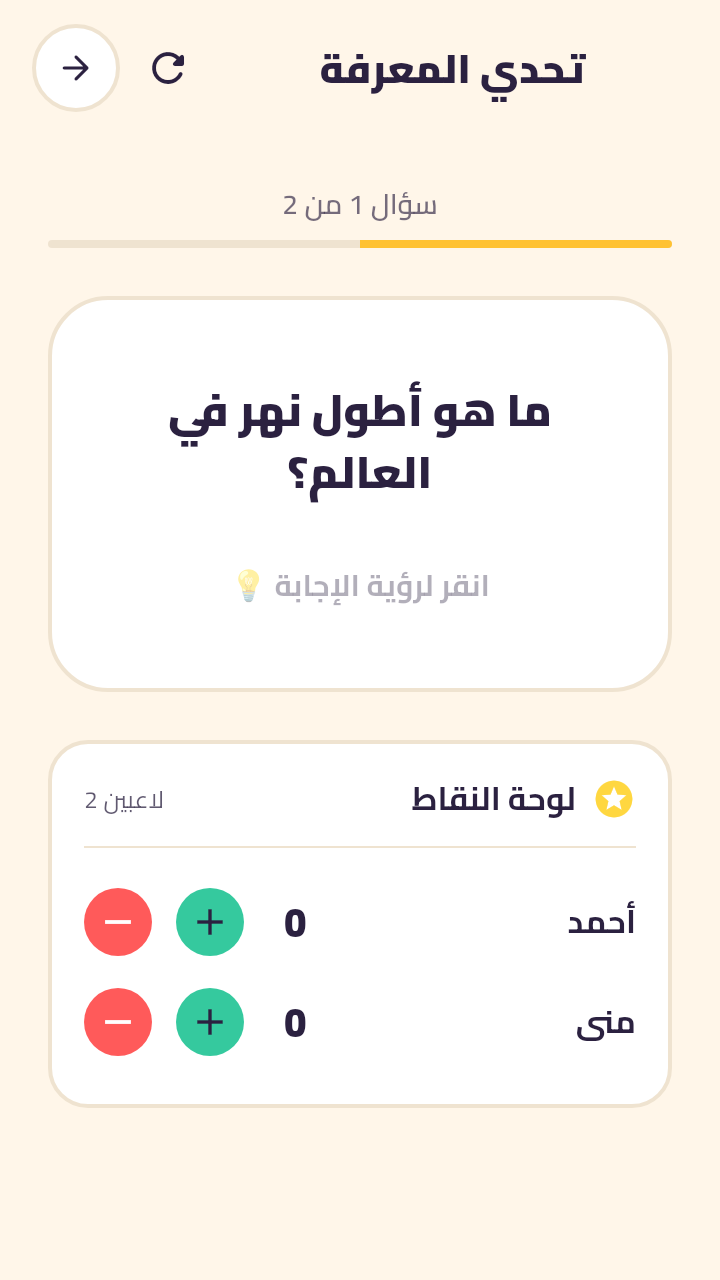 تحدي المعرفة
سؤال 1 من 2
ما هو أطول نهر في
العالم؟
انقر لرؤية الإجابة 💡
لوحة النقاط
لاعبين 2
أحمد
0
منى
0